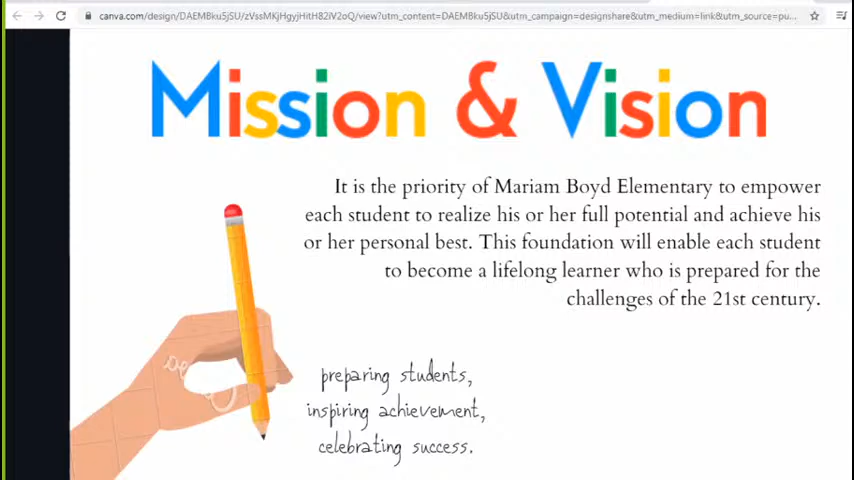 canva.com/design/DAEMBku5jSU/zVssMKjHgyjHitH82iV2oQ/view?utm_content=DAEMBku5jSU&utm_campaign=designshare&utm_medium=link&utm_source=pu...
Mission & Vision
It is the priority of Mariam Boyd Elementary to empower
each student to realize his or her full potential and achieve his
or her personal best. This foundation will enable each student
to become a lifelong learner who is prepared for the
challenges of the 21st century.
preparing students,
inspiring achievement,
celebrating success.